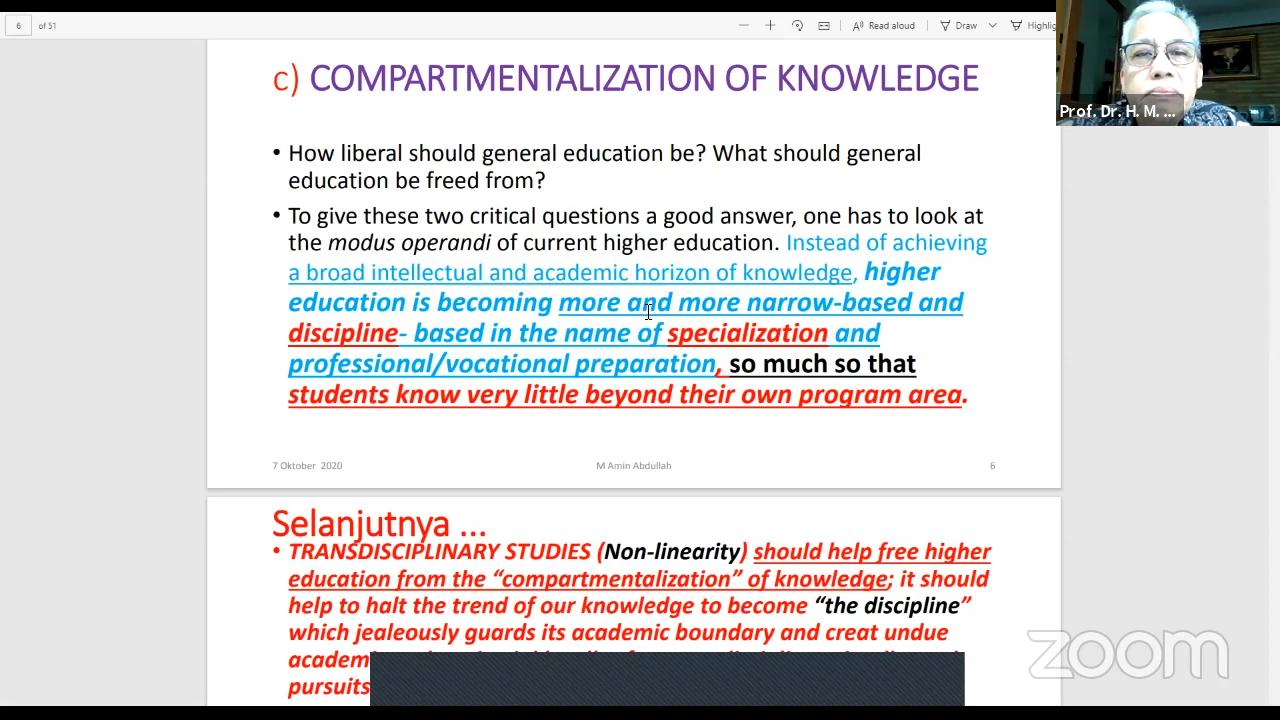 6 of 51
Read aloud
Draw
Highlig
Prof. Dr. H. M. ...
c) COMPARTMENTALIZATION OF KNOWLEDGE
• How liberal should general education be? What should general
education be freed from?
• To give these two critical questions a good answer, one has to look at
the modus operandi of current higher education. Instead of achieving
a broad intellectual and academic horizon of knowledge, higher
education is becoming more and more narrow-based and
discipline- based in the name of specialization and
professional/vocational preparation, so much so that
students know very little beyond their own program area.
7 Oktober 2020
M Amin Abdullah
6
Selanjutnya ...
• TRANSDISCIPLINARY STUDIES (Non-linearity) should help free higher
education from the “compartmentalization” of knowledge; it should
help to halt the trend of our knowledge to become “the discipline”
which jealeously guards its academic boundary and creat undue
pursuits
zoom